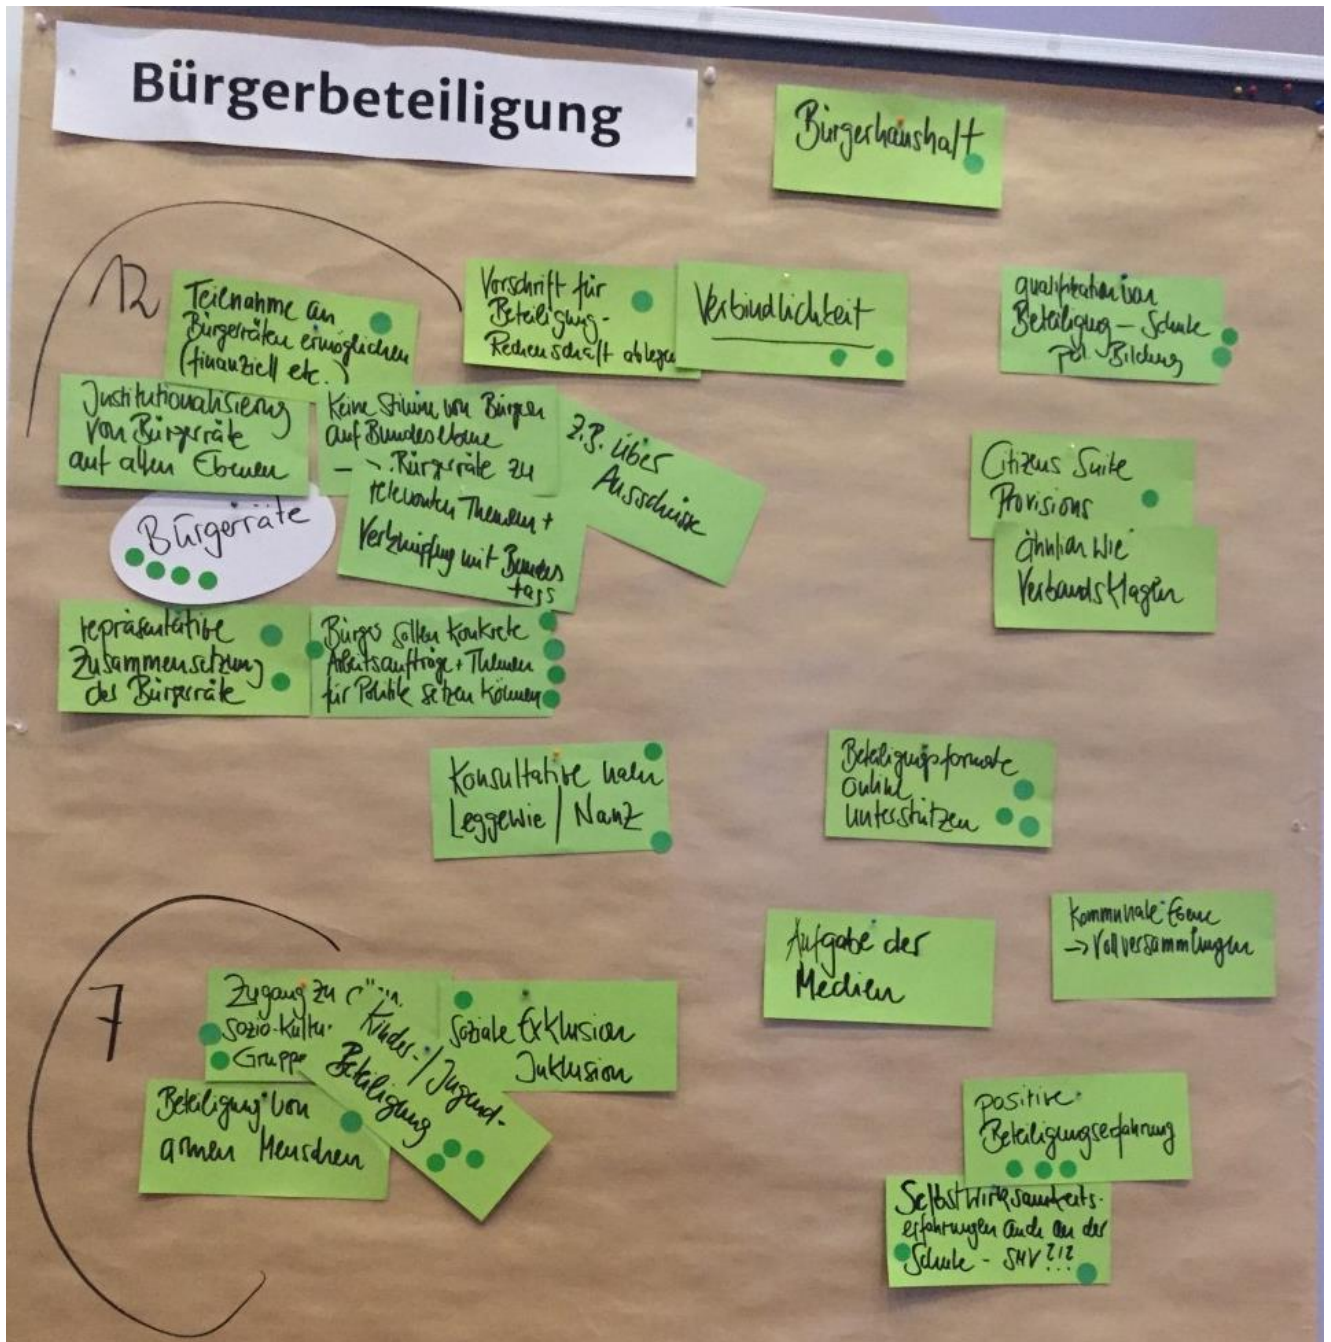 Bürgerbeteiligung
Bürgerhaushalt
12
Teilnahme an
Bürgerräten ermöglichen
(finanziell etc.)
Vorschrift für
Beteiligung -
Rechenschaft ablegen
Verbindlichkeit
qualifikation von
Beteiligung – Schule
pol. Bildung
Institutionalisierung
von Bürgerräte
auf allen Ebenen
Keine Stimme von Bürger
auf Bundesebene
Bürgerräte zu
relevanten Themen +
Verknüpfung mit Bundes
tags
z.B. über
Ausschüsse
Citizens Suite
Provisions
ähnlich wie
Verbandsklagen
Bürgerräte
repräsentative
Zusammensetzung
der Bürgerräte
Bürger sollen konkrete
Arbeitsaufträge + Themen
für Politik setzen können
Konsultative nach
Leggewie / Nanz
Beteiligungsformate
online
unterstützen
Aufgabe der
Medien
Kommunale Ebene
→ Vollversammlungen
7
Zugang zu
Sozio-Kultu
Gruppe
Kinder-/Jugend-
Beteiligung
Soziale Exklusion
Inklusion
Beteiligung von
armen Menschen
positive
Beteiligungserfahrung
Selbstwirksamkeits-
erfahrungen auch an der
Schule - SMV ?!?